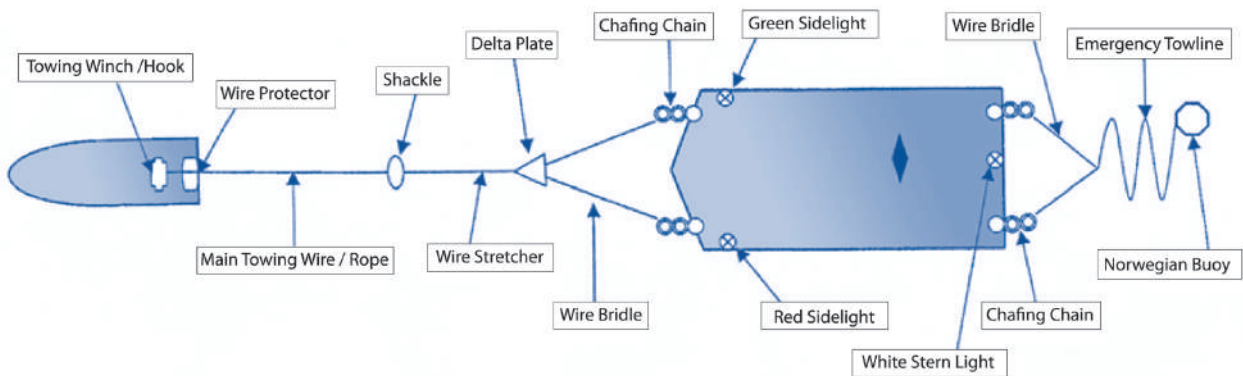 Chafing Chain
Green Sidelight
Wire Bridle
Emergency Towline
Delta Plate
Towing Winch /Hook
Shackle
Wire Protector
Main Towing Wire / Rope
Wire Stretcher
Norwegian Buoy
Wire Bridle
Red Sidelight
Chafing Chain
White Stern Light